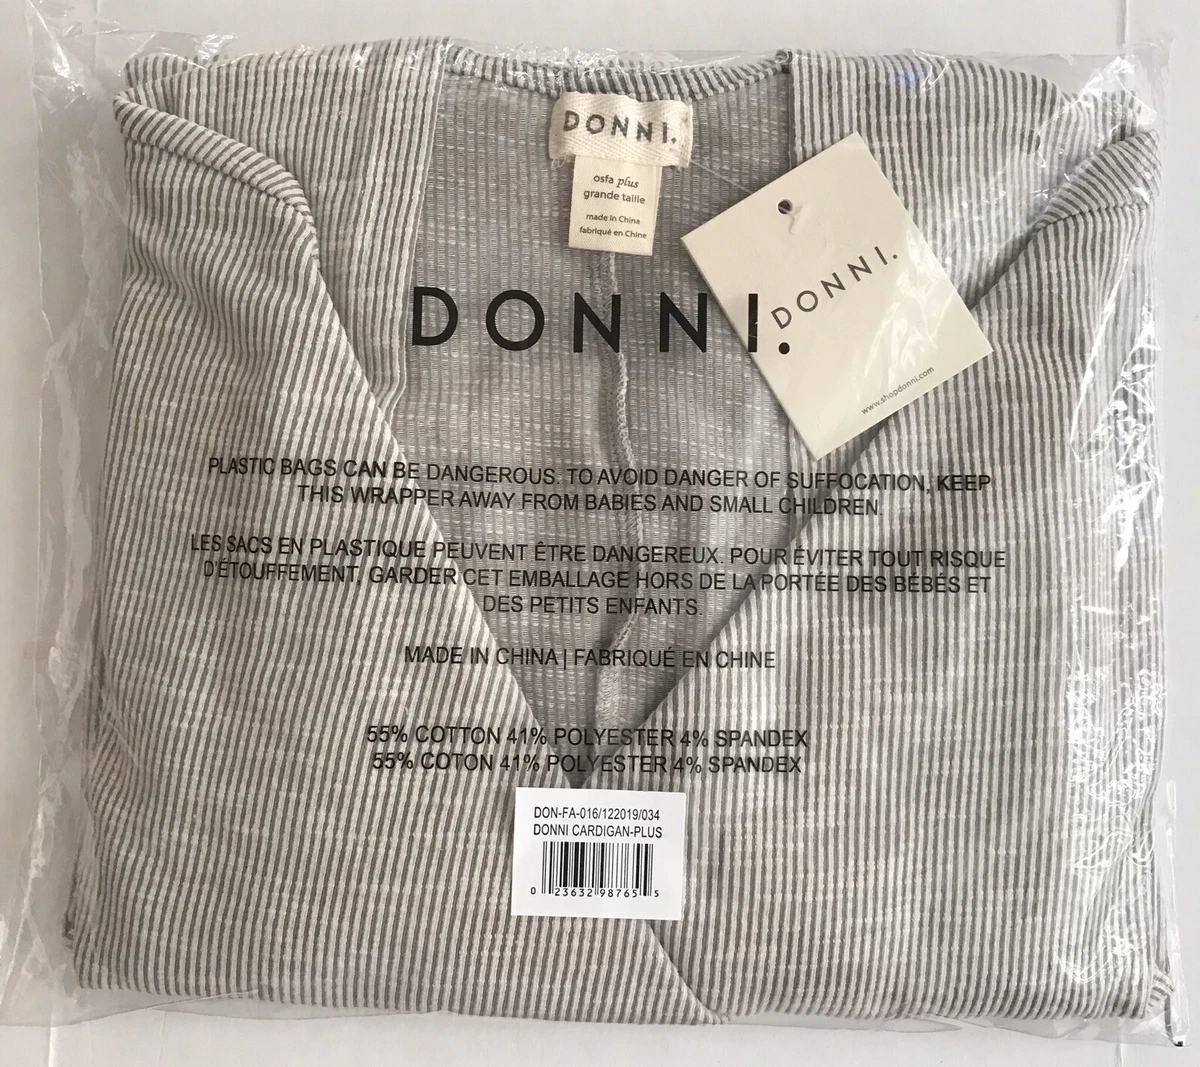 DONNI.
osfa plus
grande taille
made in China
fabriqué en Chine
DONNI.
www.shopdonni.com
DONNI.
PLASTIC BAGS CAN BE DANGEROUS. TO AVOID DANGER OF SUFFOCATION, KEEP
THIS WRAPPER AWAY FROM BABIES AND SMALL CHILDREN.
LES SACS EN PLASTIQUE PEUVENT ÊTRE DANGEREUX. POUR ÉVITER TOUT RISQUE
D'ÉTOUFFEMENT, GARDER CET EMBALLAGE HORS DE LA PORTÉE DES BÉBÉS ET
DES PETITS ENFANTS.
MADE IN CHINA | FABRIQUÉ EN CHINE
55% COTTON 41% POLYESTER 4% SPANDEX
55% COTON 41% POLYESTER 4% SPANDEX
DON-FA-016/122019/034
DONNI CARDIGAN-PLUS
0 23632 98765 5